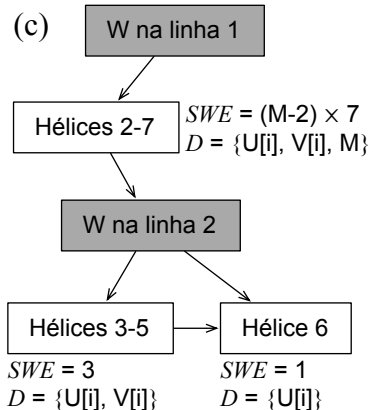 (c)
W na linha 1
Hélices 2-7
SWE = (M-2) × 7
D = {U[i], V[i], M}
W na linha 2
Hélices 3-5
Hélice 6
SWE = 3
D = {U[i], V[i]}
SWE = 1
D = {U[i]}